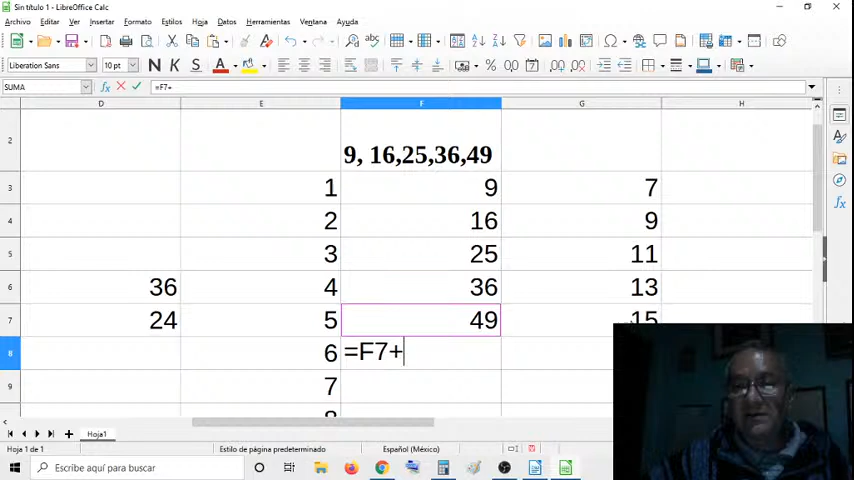 Sin título 1 - LibreOffice Calc
Archivo Editar Ver Insertar Formato Estilos Hoja Datos Herramientas Ventana Ayuda
Liberation Sans 10 pt N K S A
SUMA =F7+
D E F G H
2 9, 16,25,36,49
3 1 9 7
4 2 16 9
5 3 25 11
6 36 4 36 13
7 24 5 49 15
8 6 =F7+
9 7
Hoja1
Hoja 1 de 1 Estilo de página predeterminado Español (México)
Escribe aquí para buscar